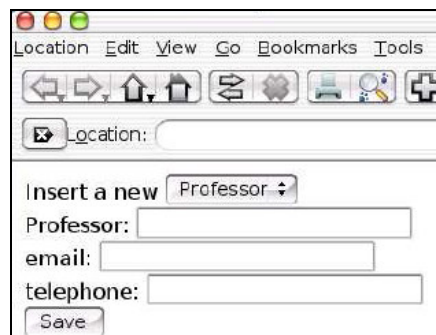 Location Edit View Go Bookmarks Tools
Location:
Insert a new Professor
Professor:
email:
telephone:
Save